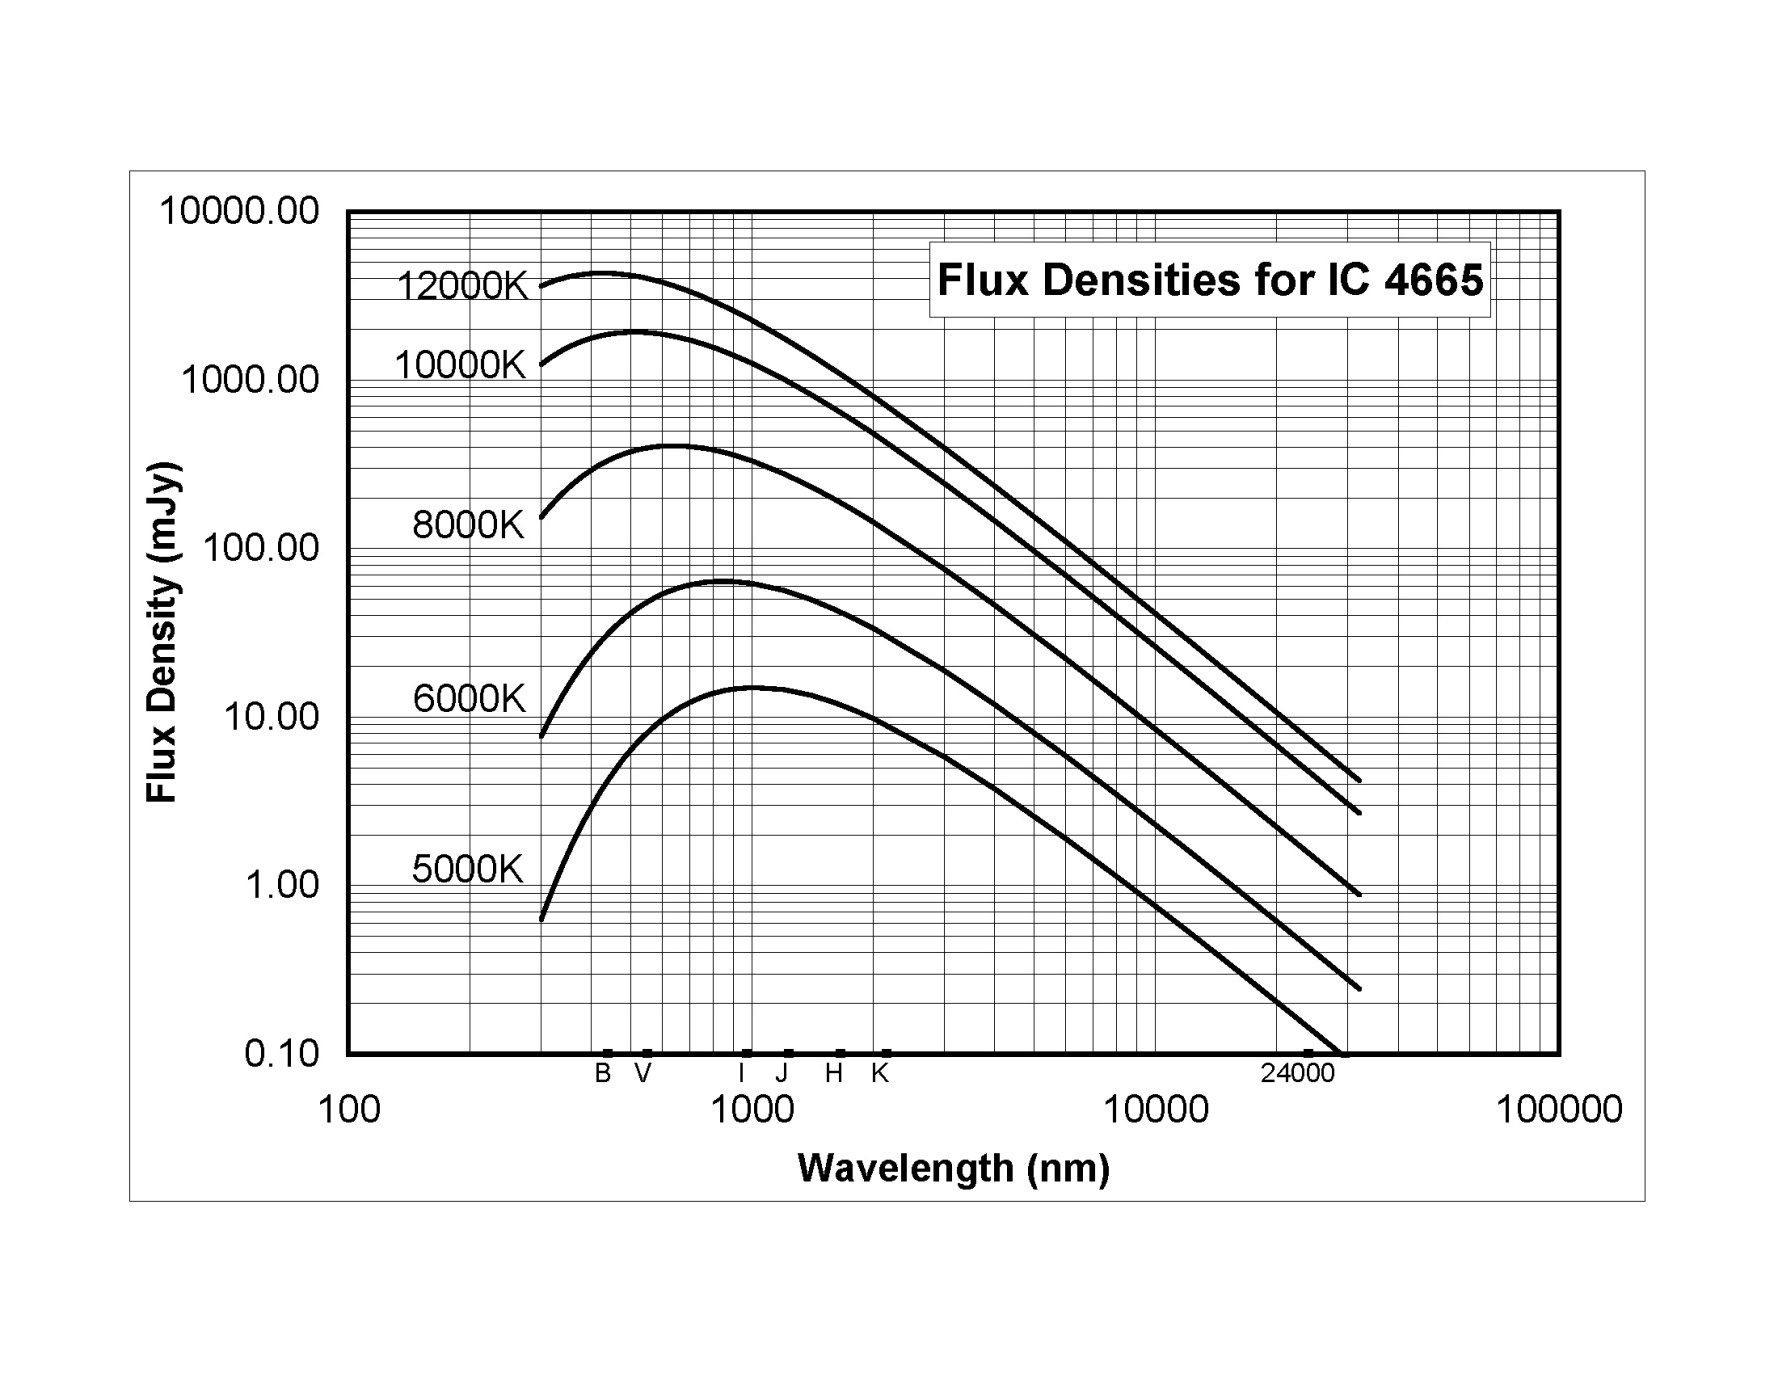 Flux Densities for IC 4665
Flux Density (mJy)
10000.00
1000.00
100.00
10.00
1.00
0.10
12000K
10000K
8000K
6000K
5000K
B V I J H K 24000
100 1000 10000 100000
Wavelength (nm)